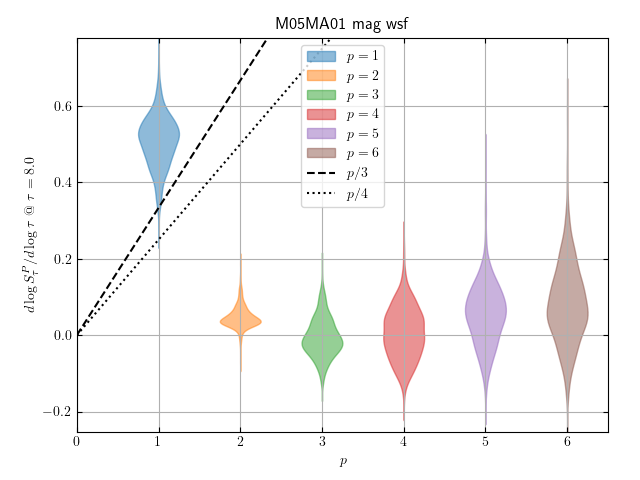 M05MA01 mag wsf
d log S_τ^P / d log τ @ τ = 8.0
0.6
0.4
0.2
0.0
−0.2
p = 1
p = 2
p = 3
p = 4
p = 5
p = 6
p/3
p/4
0 1 2 3 4 5 6
p